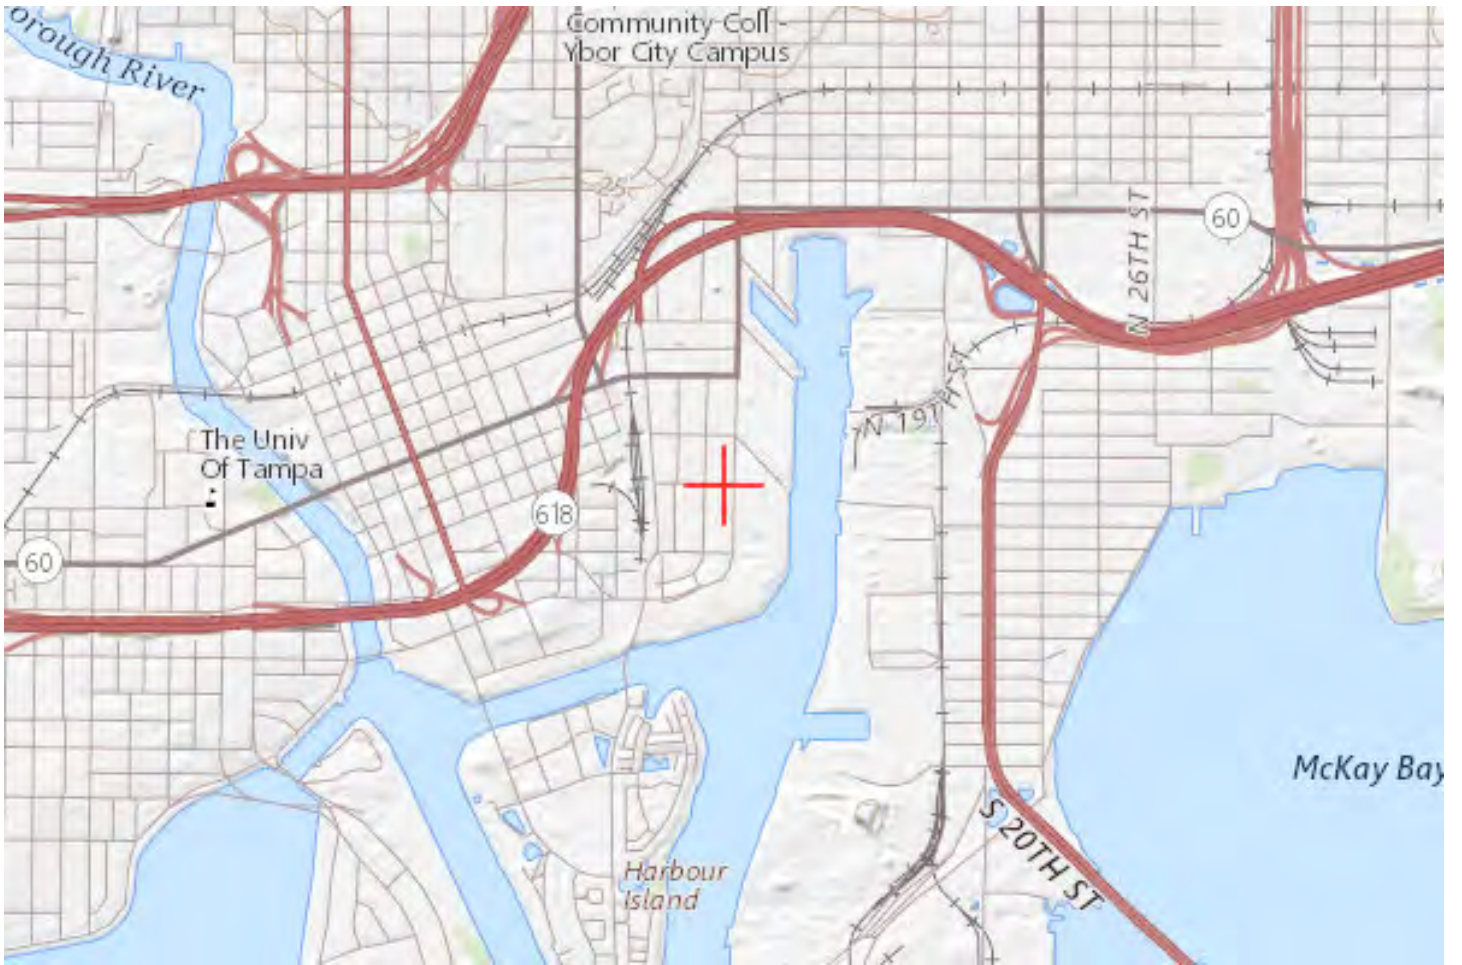 orough River
Community Coll -
Ybor City Campus
N 26TH ST
60
N 19TH ST
The Univ
Of Tampa
618
60
McKay Bay
S 20TH ST
Harbour
Island